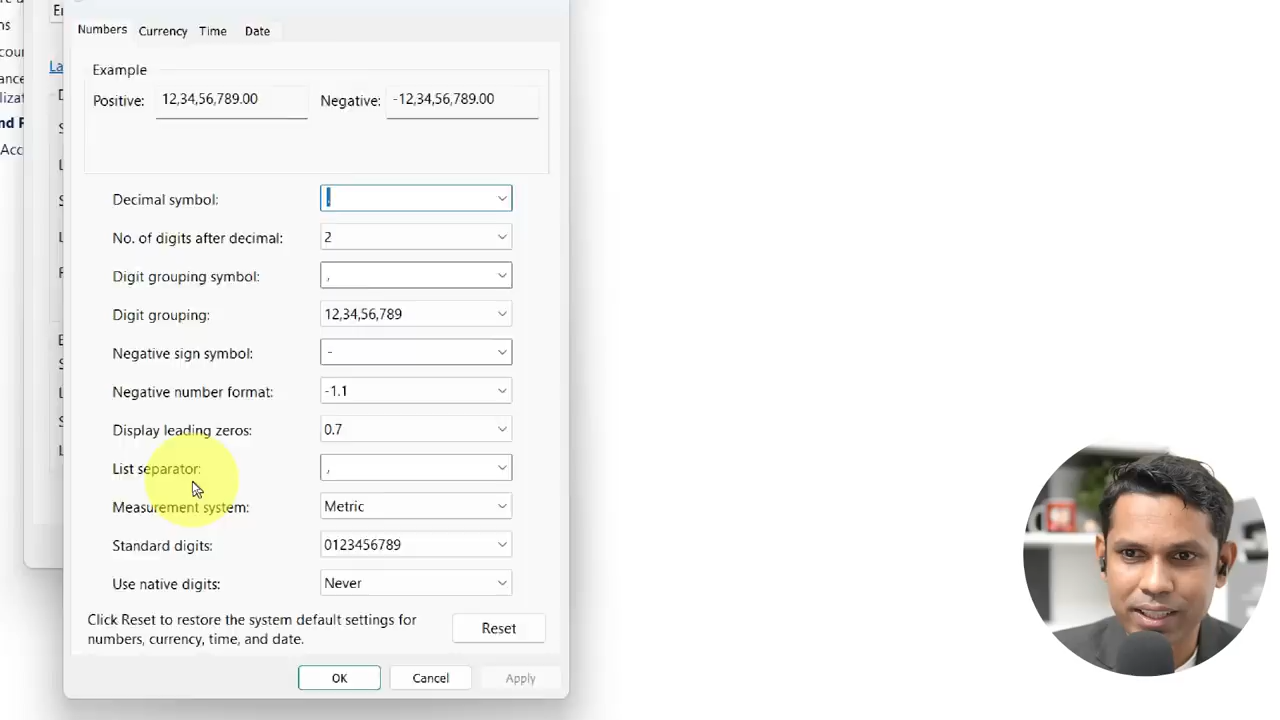 Numbers Currency Time Date
Example
Positive: 12,34,56,789.00 Negative: -12,34,56,789.00
Decimal symbol: .
No. of digits after decimal: 2
Digit grouping symbol: ,
Digit grouping: 12,34,56,789
Negative sign symbol: -
Negative number format: -1.1
Display leading zeros: 0.7
List separator: ,
Measurement system: Metric
Standard digits: 0123456789
Use native digits: Never
Click Reset to restore the system default settings for
numbers, currency, time, and date.
Reset
OK Cancel Apply